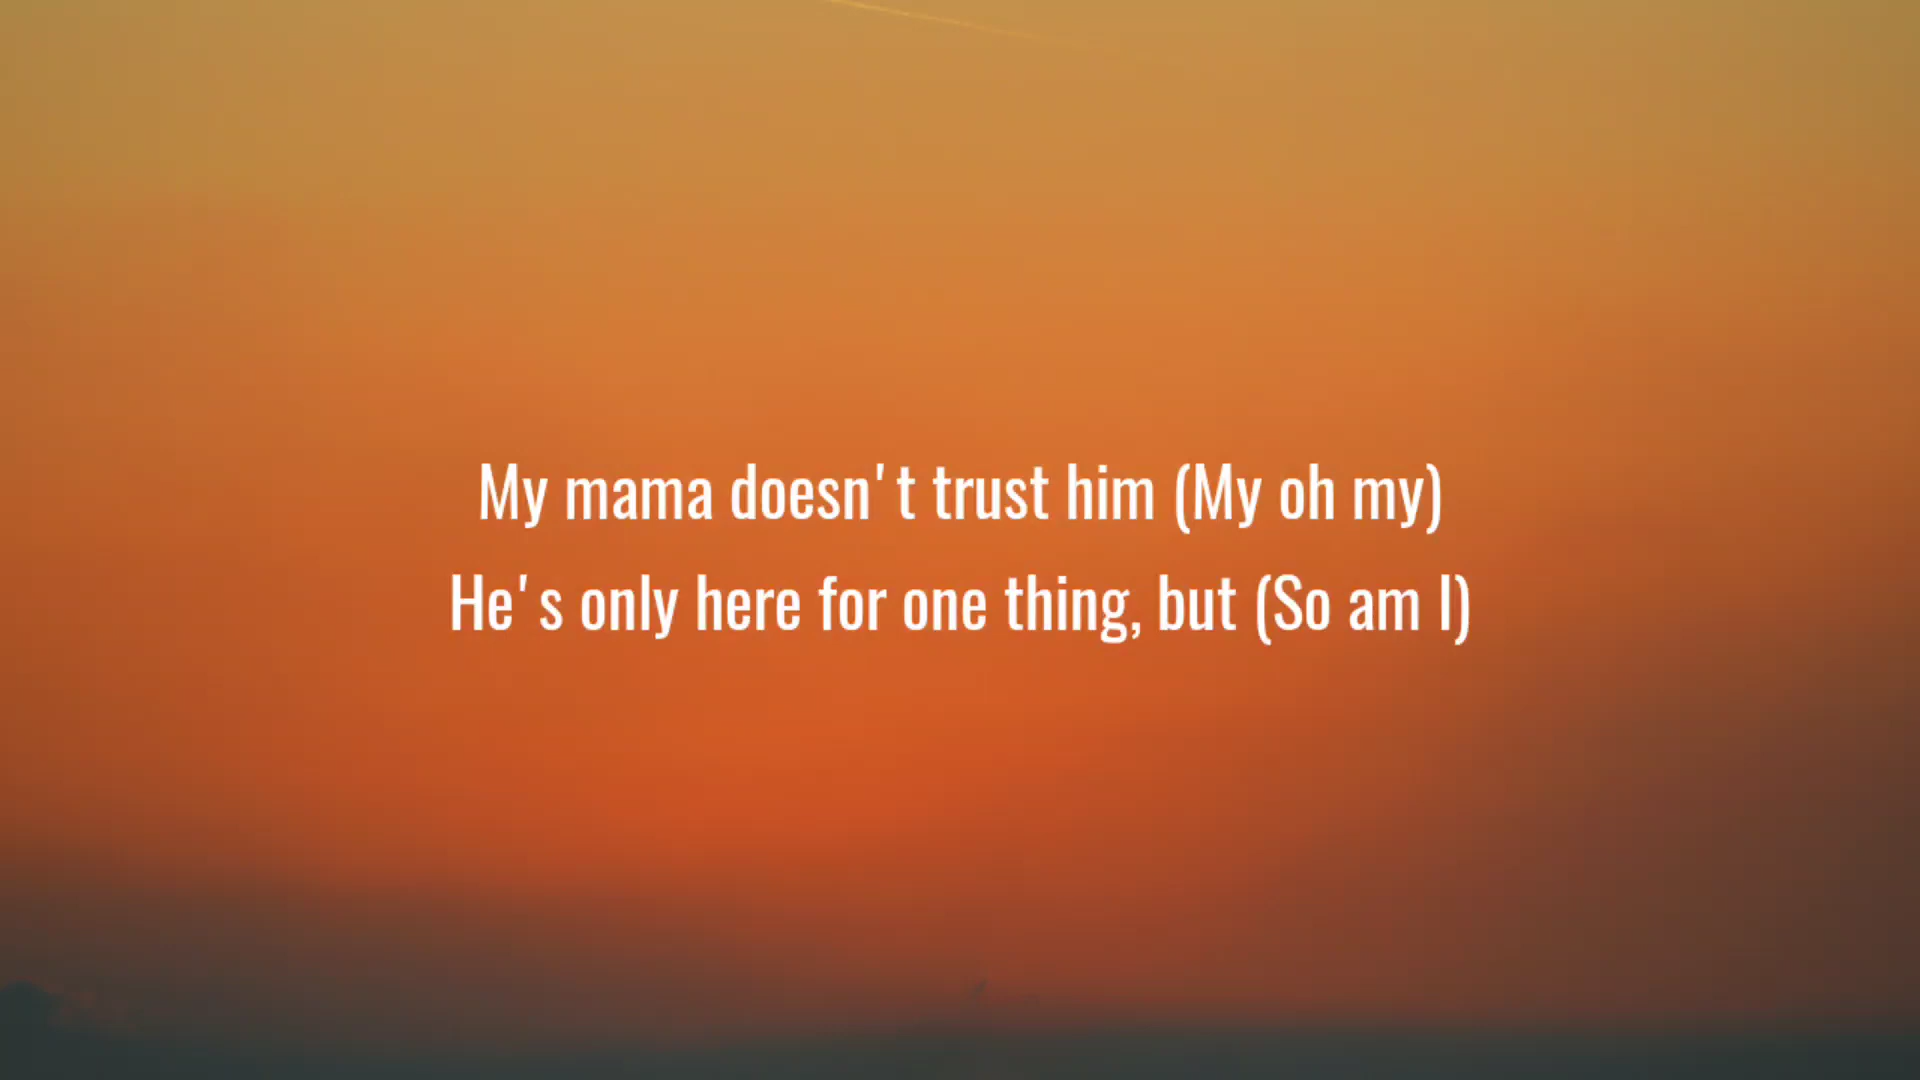 My mama doesn't trust him (My oh my)
He's only here for one thing, but (So am I)